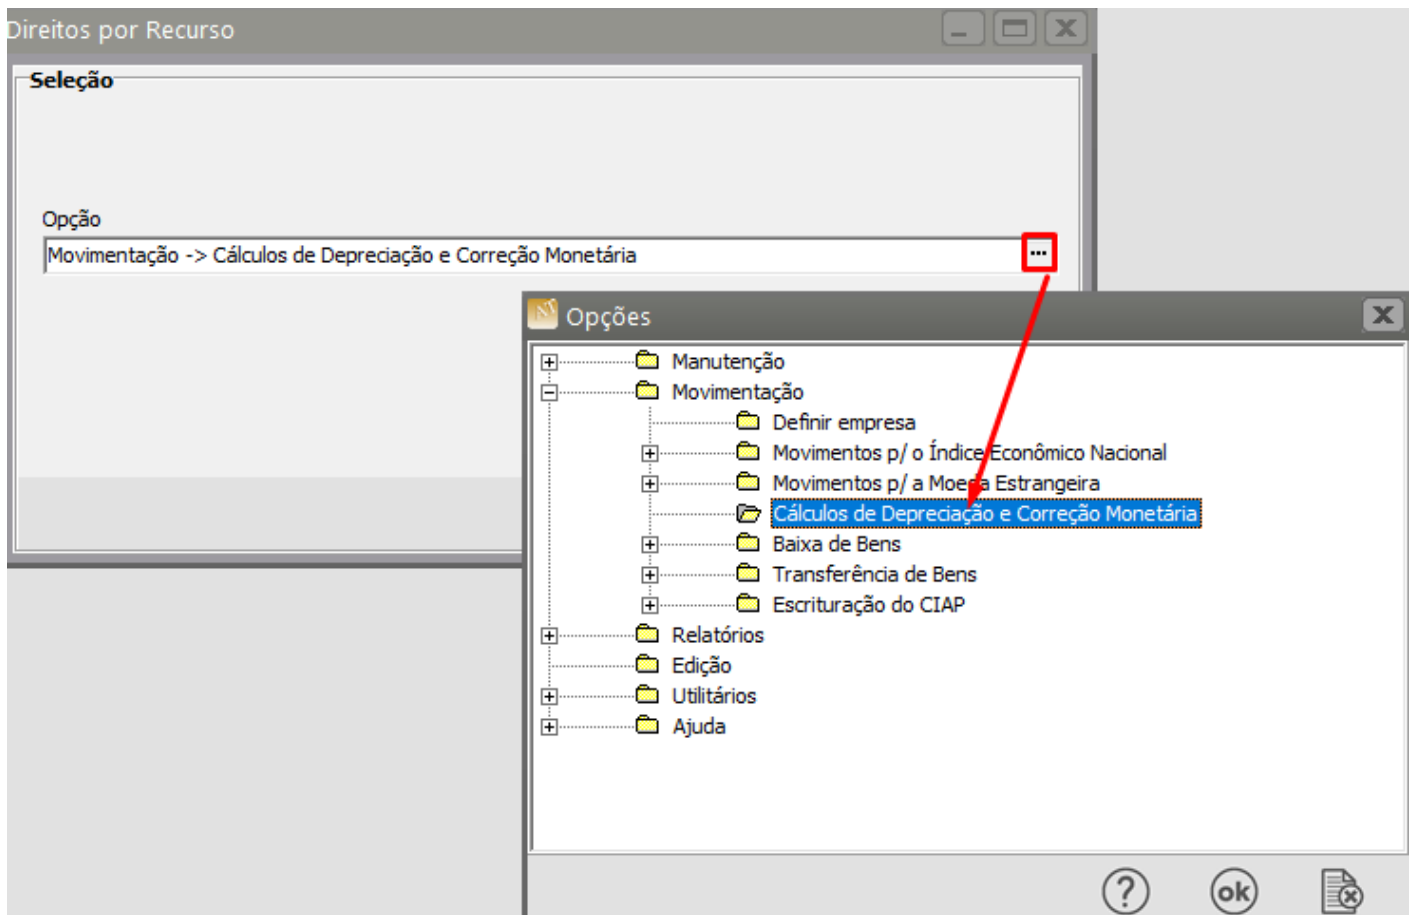 Direitos por Recurso
Seleção
Opção
Movimentação -> Cálculos de Depreciação e Correção Monetária
...
Opções
Manutenção
Movimentação
Definir empresa
Movimentos p/ o Índice Econômico Nacional
Movimentos p/ a Moeda Estrangeira
Cálculos de Depreciação e Correção Monetária
Baixa de Bens
Transferência de Bens
Escrituração do CIAP
Relatórios
Edição
Utilitários
Ajuda
? ok